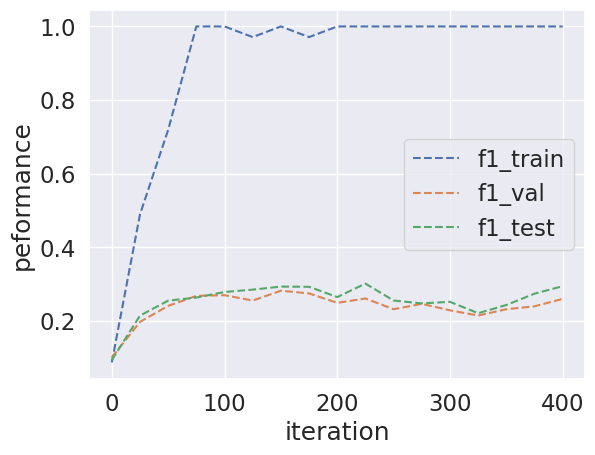 1.0
0.8
0.6
0.4
0.2
peformance
f1_train
f1_val
f1_test
0 100 200 300 400
iteration